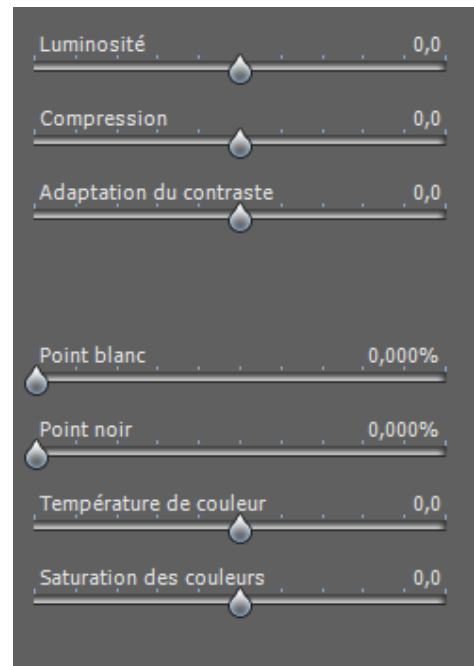 Luminosité 0,0
Compression 0,0
Adaptation du contraste 0,0
Point blanc 0,000%
Point noir 0,000%
Température de couleur 0,0
Saturation des couleurs 0,0